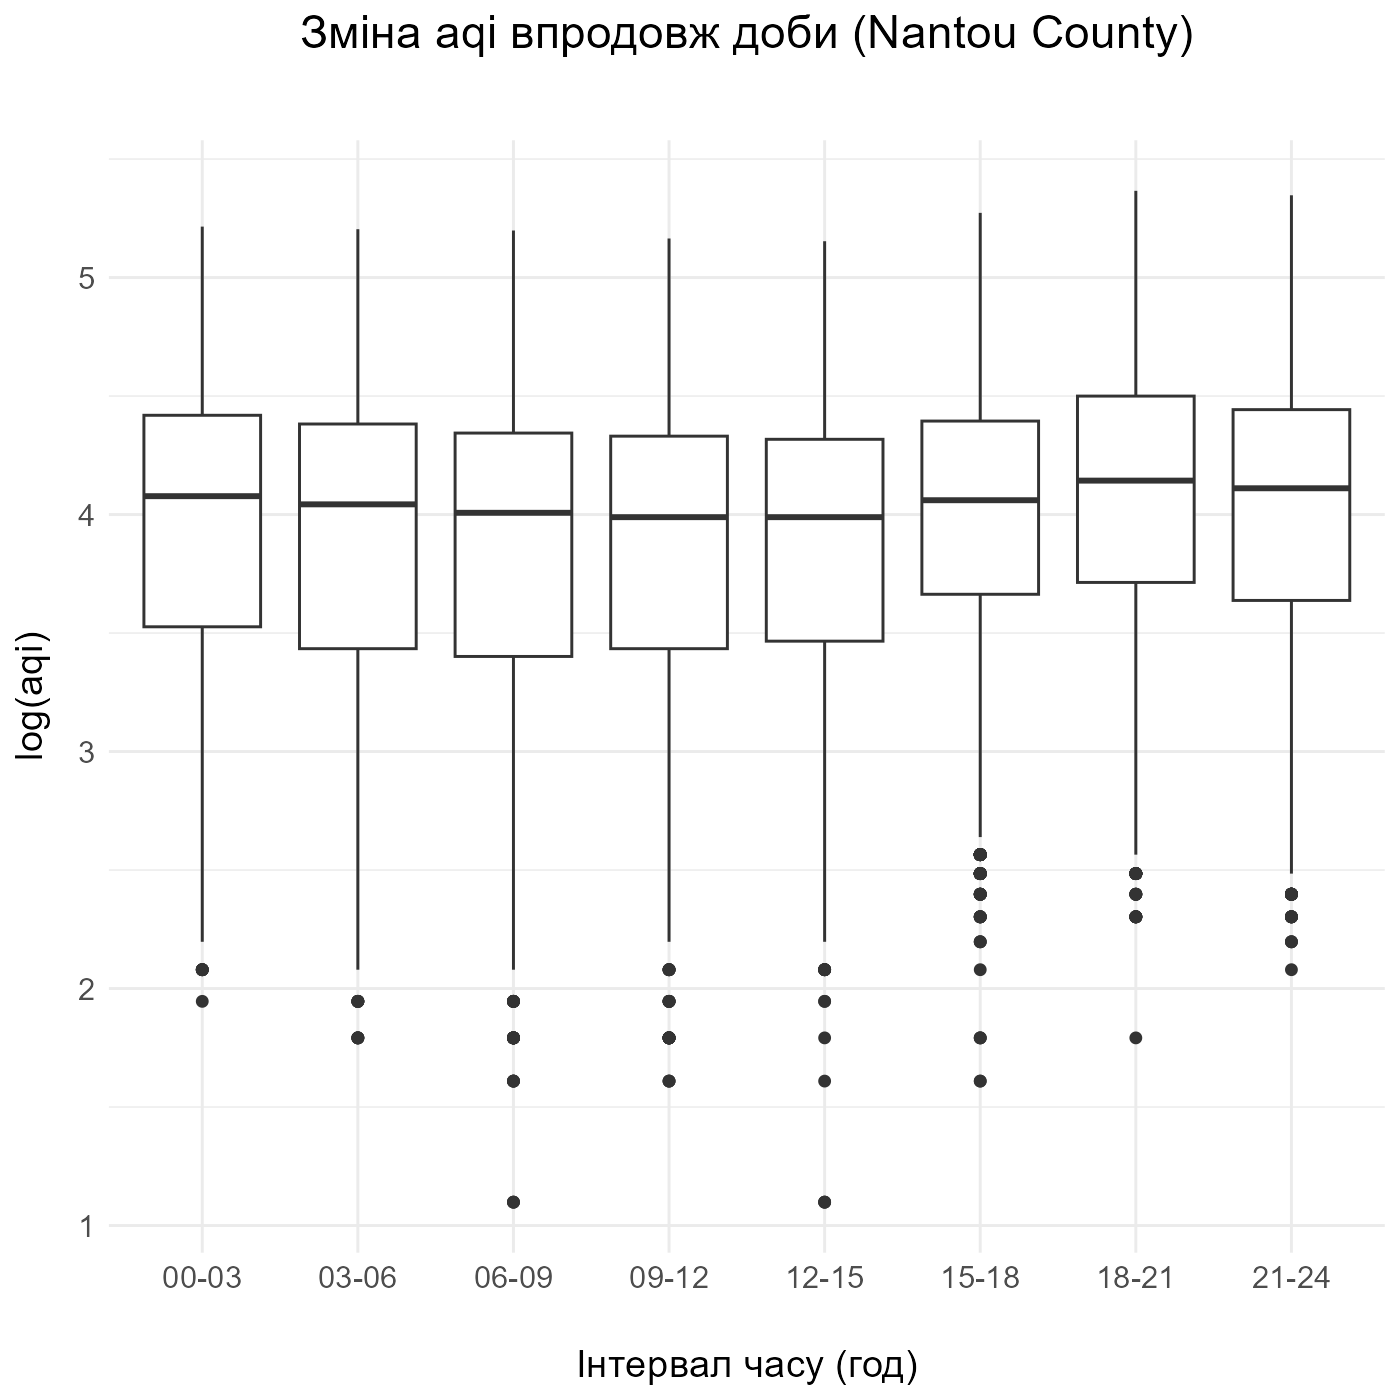 Зміна aqi впродовж доби (Nantou County)
log(aqi)
5
4
3
2
1
00-03 03-06 06-09 09-12 12-15 15-18 18-21 21-24
Інтервал часу (год)